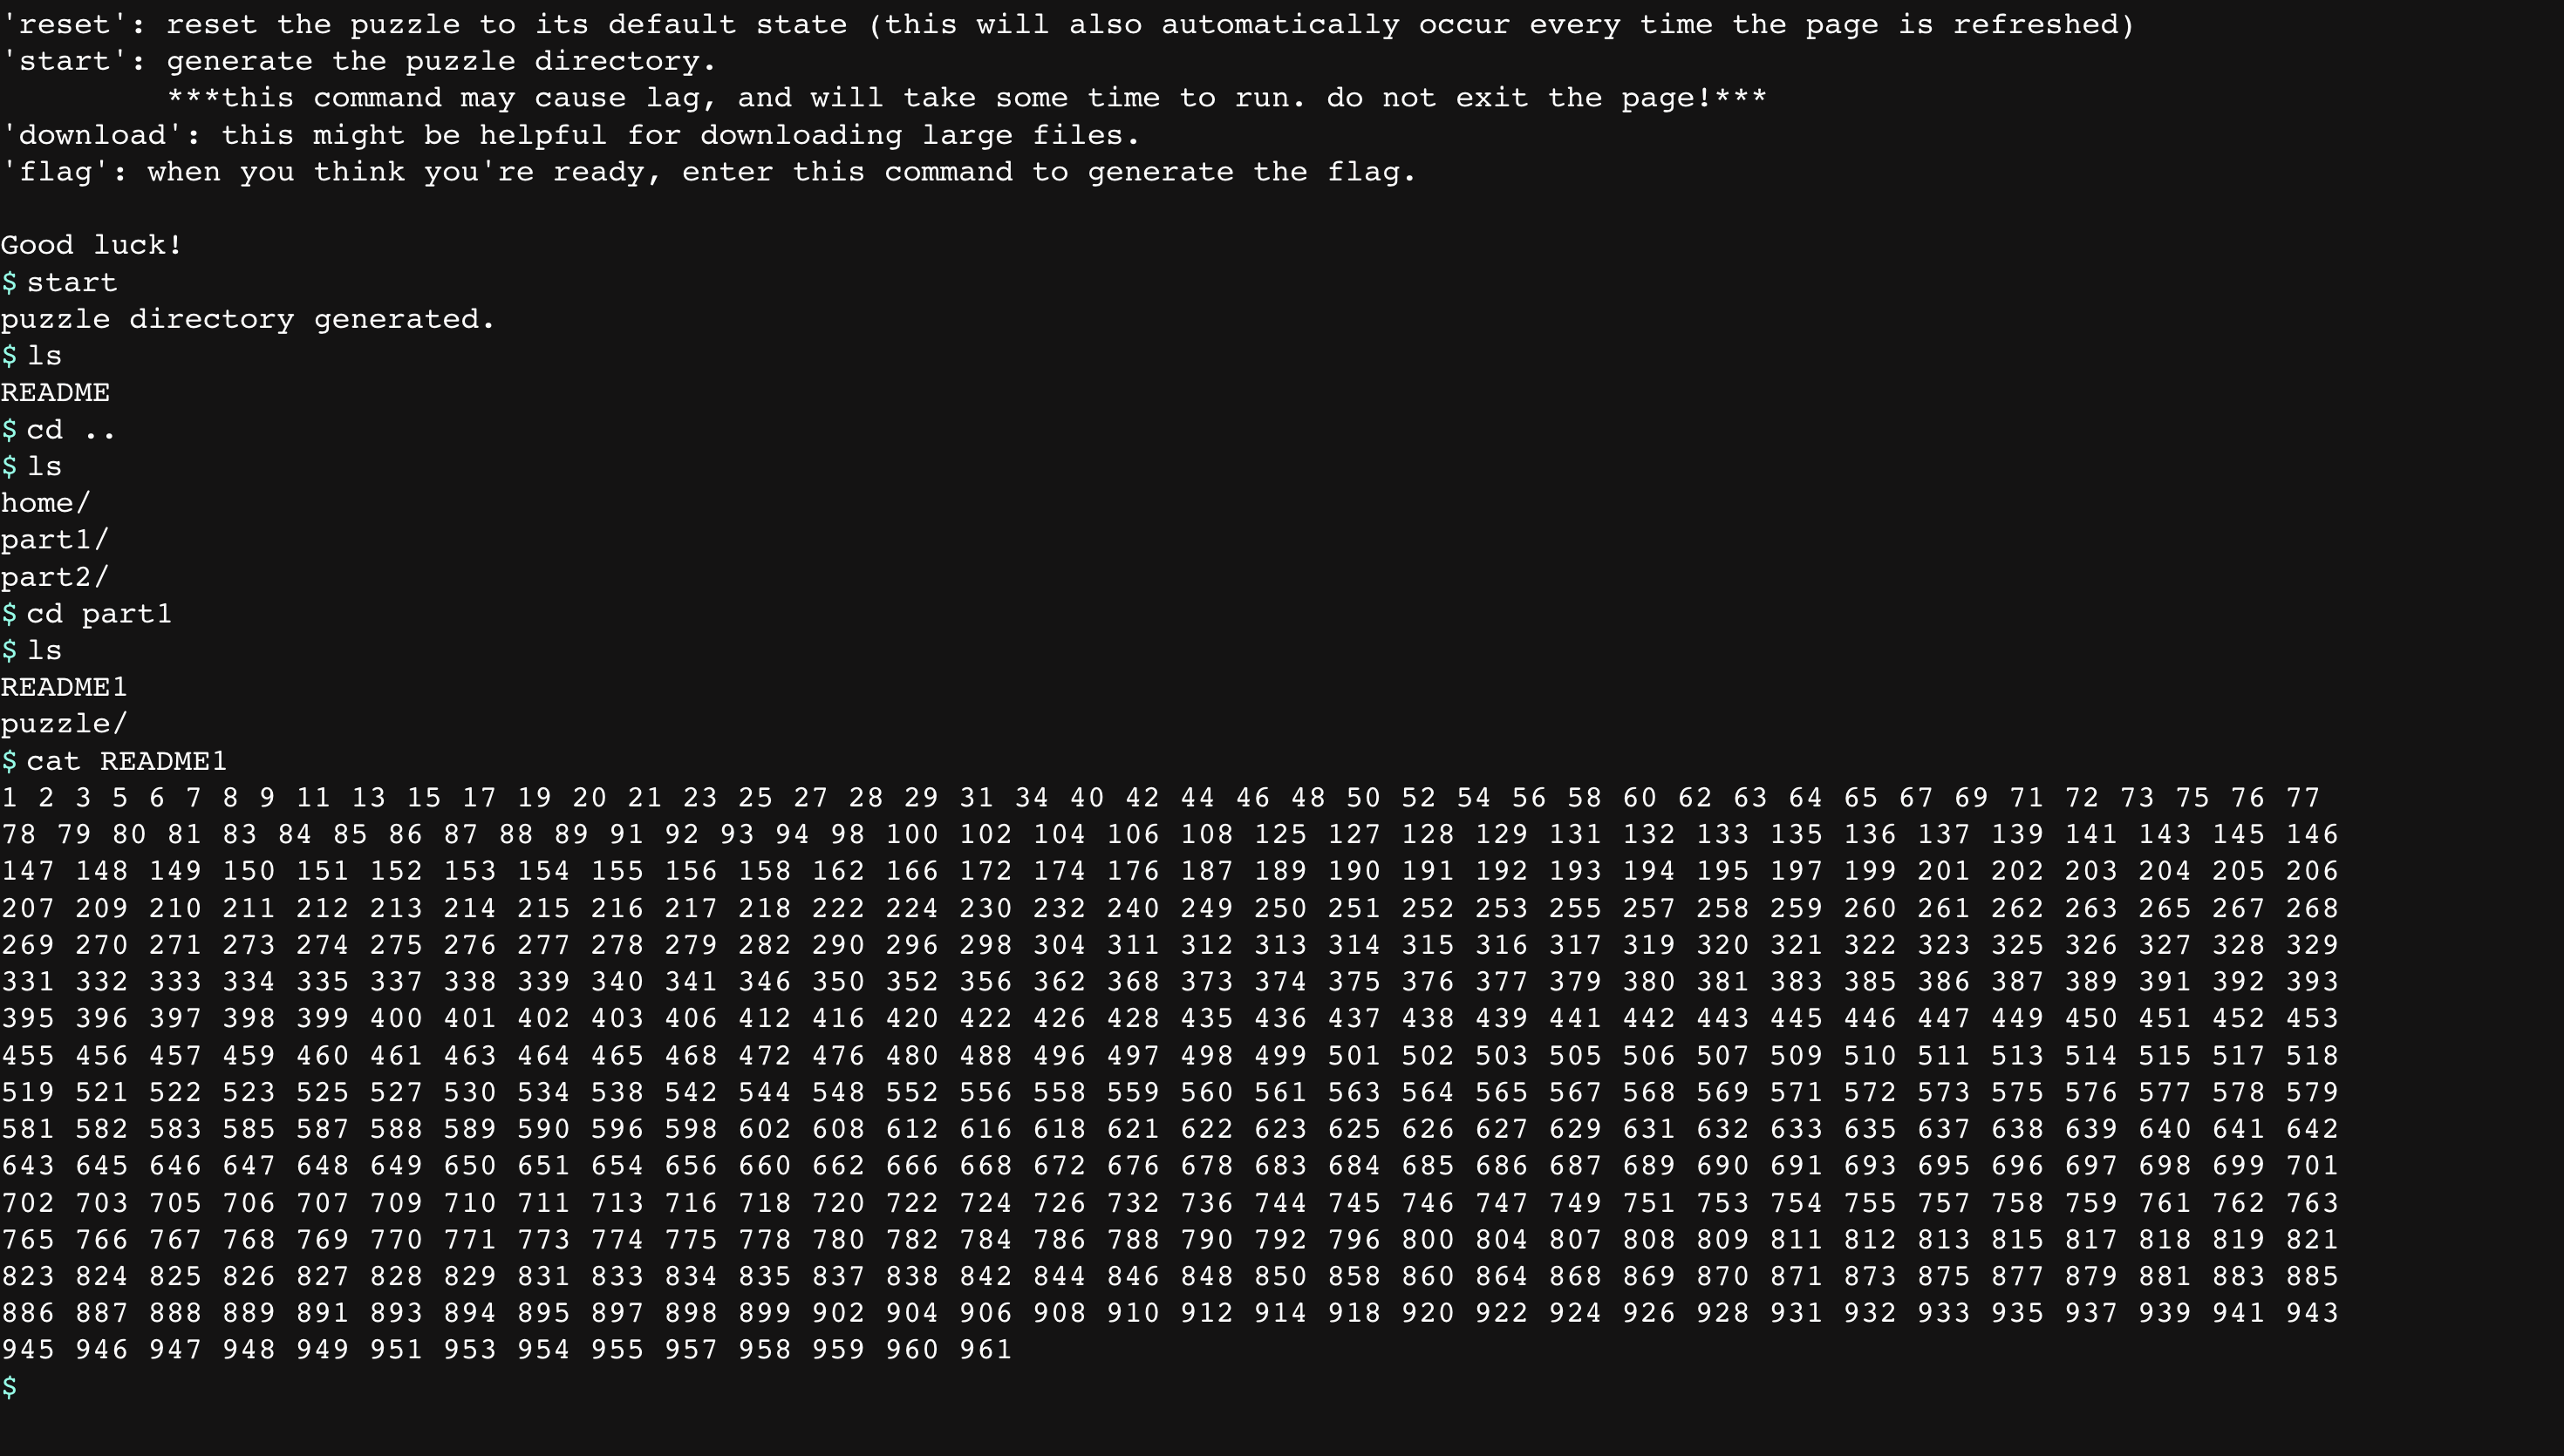 'reset': reset the puzzle to its default state (this will also automatically occur every time the page is refreshed)
'start': generate the puzzle directory.
***this command may cause lag, and will take some time to run. do not exit the page!***
'download': this might be helpful for downloading large files.
'flag': when you think you're ready, enter this command to generate the flag.
Good luck!
$ start
puzzle directory generated.
$ ls
README
$ cd ..
$ ls
home/
part1/
part2/
$ cd part1
$ ls
README1
puzzle/
$ cat README1
1 2 3 5 6 7 8 9 11 13 15 17 19 20 21 23 25 27 28 29 31 34 40 42 44 46 48 50 52 54 56 58 60 62 63 64 65 67 69 71 72 73 75 76 77
78 79 80 81 83 84 85 86 87 88 89 91 92 93 94 98 100 102 104 106 108 125 127 128 129 131 132 133 135 136 137 139 141 143 145 146
147 148 149 150 151 152 153 154 155 156 158 162 166 172 174 176 187 189 190 191 192 193 194 195 197 199 201 202 203 204 205 206
207 209 210 211 212 213 214 215 216 217 218 222 224 230 232 240 249 250 251 252 253 255 257 258 259 260 261 262 263 265 267 268
269 270 271 273 274 275 276 277 278 279 282 290 296 298 304 311 312 313 314 315 316 317 319 320 321 322 323 325 326 327 328 329
331 332 333 334 335 337 338 339 340 341 346 350 352 356 362 368 373 374 375 376 377 379 380 381 383 385 386 387 389 391 392 393
395 396 397 398 399 400 401 402 403 406 412 416 420 422 426 428 435 436 437 438 439 441 442 443 445 446 447 449 450 451 452 453
455 456 457 459 460 461 463 464 465 468 472 476 480 488 496 497 498 499 501 502 503 505 506 507 509 510 511 513 514 515 517 518
519 521 522 523 525 527 530 534 538 542 544 548 552 556 558 559 560 561 563 564 565 567 568 569 571 572 573 575 576 577 578 579
581 582 583 585 587 588 589 590 596 598 602 608 612 616 618 621 622 623 625 626 627 629 631 632 633 635 637 638 639 640 641 642
643 645 646 647 648 649 650 651 654 656 660 662 666 668 672 676 678 683 684 685 686 687 689 690 691 693 695 696 697 698 699 701
702 703 705 706 707 709 710 711 713 716 718 720 722 724 726 732 736 744 745 746 747 749 751 753 754 755 757 758 759 761 762 763
765 766 767 768 769 770 771 773 774 775 778 780 782 784 786 788 790 792 796 800 804 807 808 809 811 812 813 815 817 818 819 821
823 824 825 826 827 828 829 831 833 834 835 837 838 842 844 846 848 850 858 860 864 868 869 870 871 873 875 877 879 881 883 885
886 887 888 889 891 893 894 895 897 898 899 902 904 906 908 910 912 914 918 920 922 924 926 928 931 932 933 935 937 939 941 943
945 946 947 948 949 951 953 954 955 957 958 959 960 961
$